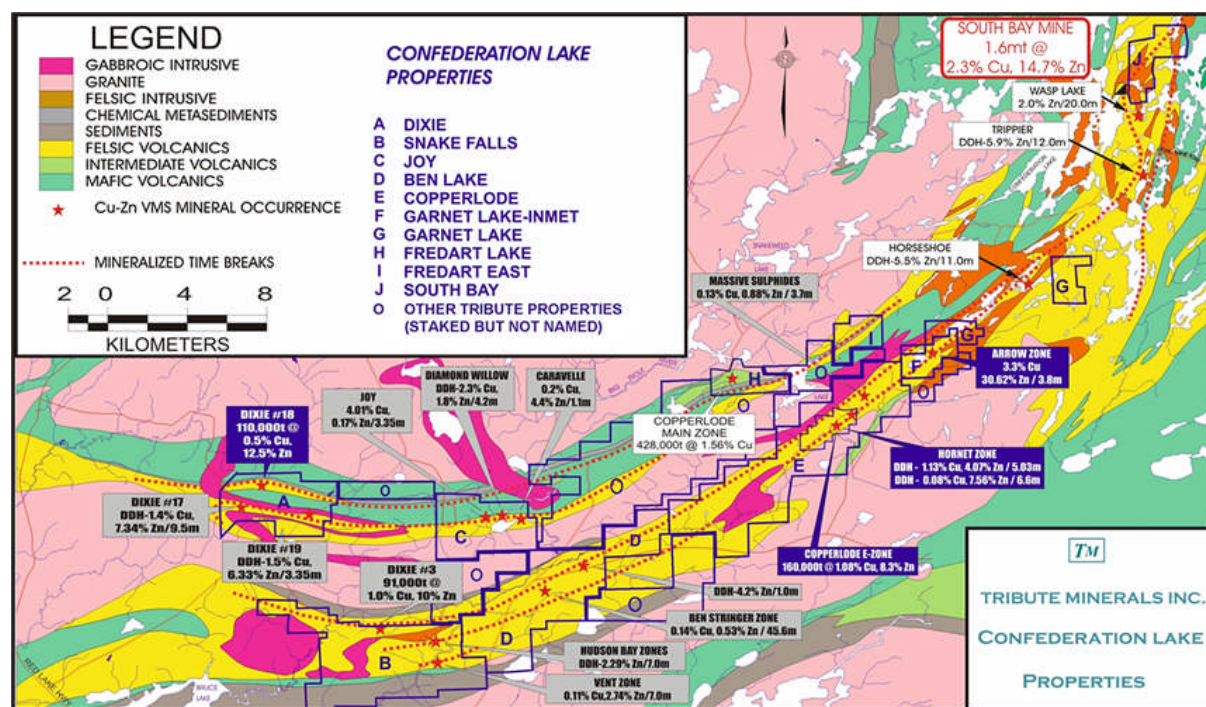 LEGEND
GABBROIC INTRUSIVE
GRANITE
FELSIC INTRUSIVE
CHEMICAL METASEDIMENTS
SEDIMENTS
FELSIC VOLCANICS
INTERMEDIATE VOLCANICS
MAFIC VOLCANICS
Cu-Zn VMS MINERAL OCCURRENCE
MINERALIZED TIME BREAKS
2 0 4 8
KILOMETERS
CONFEDERATION LAKE
PROPERTIES
A DIXIE
B SNAKE FALLS
C JOY
D BEN LAKE
E COPPERLODE
F GARNET LAKE-INMET
G GARNET LAKE
H FREDART LAKE
I FREDART EAST
J SOUTH BAY
O OTHER TRIBUTE PROPERTIES
(STAKED BUT NOT NAMED)
SOUTH BAY MINE
1.6mt @
2.3% Cu, 14.7% Zn
J
WASP LAKE
2.0% Zn/20.0m
TRIPPIER
DDH-5.9% Zn/12.0m
CONFEDERATION
LAKE
HORSESHOE
DDH-5.5% Zn/11.0m
G
MASSIVE SULPHIDES
0.13% Cu, 0.88% Zn / 3.7m
I
G
F
O
ARROW ZONE
3.3% Cu
30.62% Zn / 3.8m
H
O
O
DIAMOND WILLOW
DDH-2.3% Cu,
1.8% Zn/4.2m
CARAVELLE
0.2% Cu,
4.4% Zn/1.1m
JOY
4.01% Cu,
0.17% Zn/3.35m
COPPERLODE
MAIN ZONE
428,000t @ 1.56% Cu
LAKE
E
DIXIE #18
110,000t @
0.5% Cu,
12.5% Zn
HORNET ZONE
DDH - 1.13% Cu, 4.07% Zn / 5.03m
DDH - 0.08% Cu, 7.56% Zn / 6.6m
O
O
A
DIXIE #17
DDH-1.4% Cu,
7.34% Zn/9.5m
C
D
DIXIE #19
DDH-1.5% Cu,
6.33% Zn/3.35m
DIXIE #3
91,000t @
1.0% Cu, 10% Zn
O
COPPERLODE E-ZONE
160,000t @ 1.08% Cu, 8.3% Zn
DDH-4.2% Zn/1.0m
O
BEN STRINGER ZONE
0.14% Cu, 0.53% Zn / 45.6m
D
HUDSON BAY ZONES
DDH-2.29% Zn/7.0m
B
VENT ZONE
0.11% Cu,2.74% Zn/7.0m
RED LAKE HWY.
BRUCE
LAKE
TM
TRIBUTE MINERALS INC.
CONFEDERATION LAKE
PROPERTIES